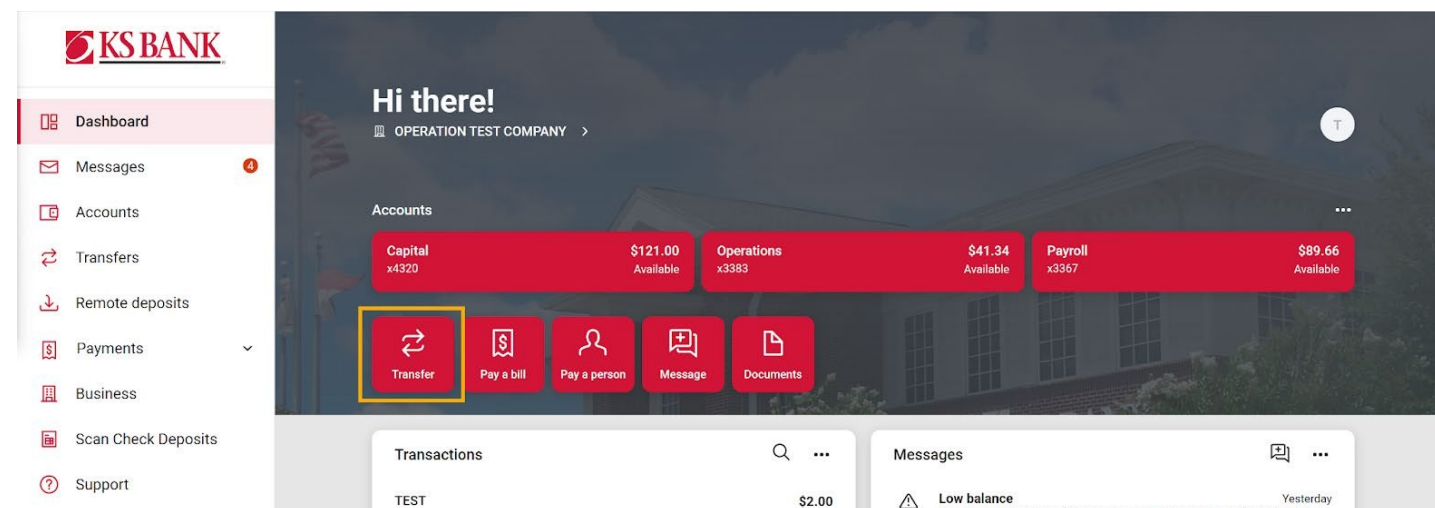 KS BANK
Dashboard
Messages 4
Accounts
Transfers
Remote deposits
Payments
Business
Scan Check Deposits
Support
Hi there!
OPERATION TEST COMPANY >
T
Accounts
Capital $121.00
x4320 Available
Operations $41.34
x3383 Available
Payroll $89.66
x3367 Available
Transfer
Pay a bill
Pay a person
Message
Documents
Transactions
TEST $2.00
Messages
Low balance Yesterday